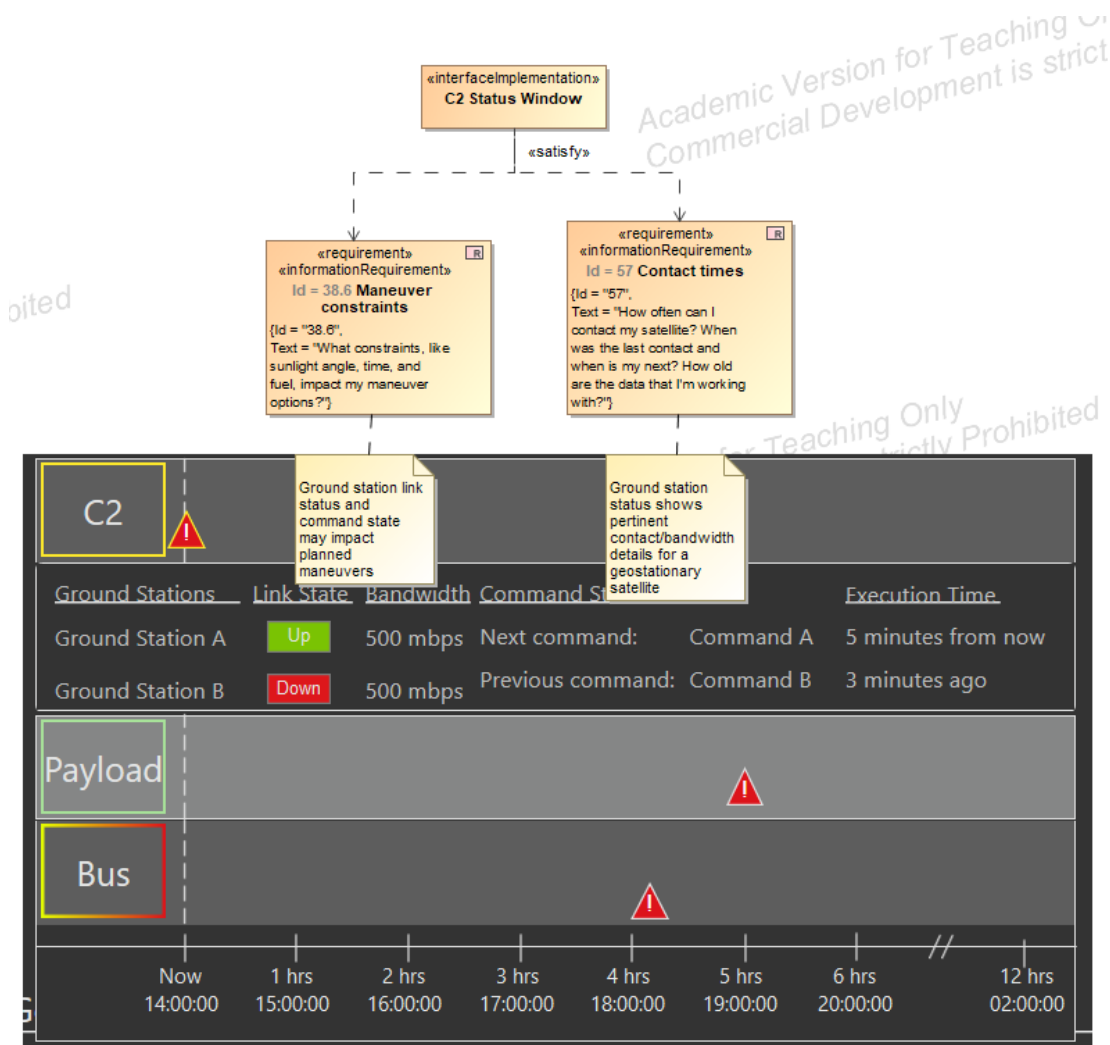 Academic Version for Teaching
Commercial Development is strict
«interfaceImplementation»
C2 Status Window
«satisfy»
«requirement»
«informationRequirement»
Id = 38.6 Maneuver
constraints
{Id = "38.6",
Text = "What constraints, like
sunlight angle, time, and
fuel, impact my maneuver
options?"}
R
«requirement»
«informationRequirement»
Id = 57 Contact times
{Id = "57",
Text = "How often can I
contact my satellite? When
was the last contact and
when is my next? How old
are the data that I'm working
with?"}
R
bited
for Teaching Only
strictly Prohibited
Ground station link
status and
command state
may impact
planned
maneuvers
Ground station
status shows
pertinent
contact/bandwidth
details for a
geostationary
satellite
C2
!
Ground Stations Link State Bandwidth Command Execution Time
Ground Station A Up 500 mbps Next command: Command A 5 minutes from now
Ground Station B Down 500 mbps Previous command: Command B 3 minutes ago
Payload
!
Bus
!
Now 1 hrs 2 hrs 3 hrs 4 hrs 5 hrs 6 hrs 12 hrs
14:00:00 15:00:00 16:00:00 17:00:00 18:00:00 19:00:00 20:00:00 02:00:00